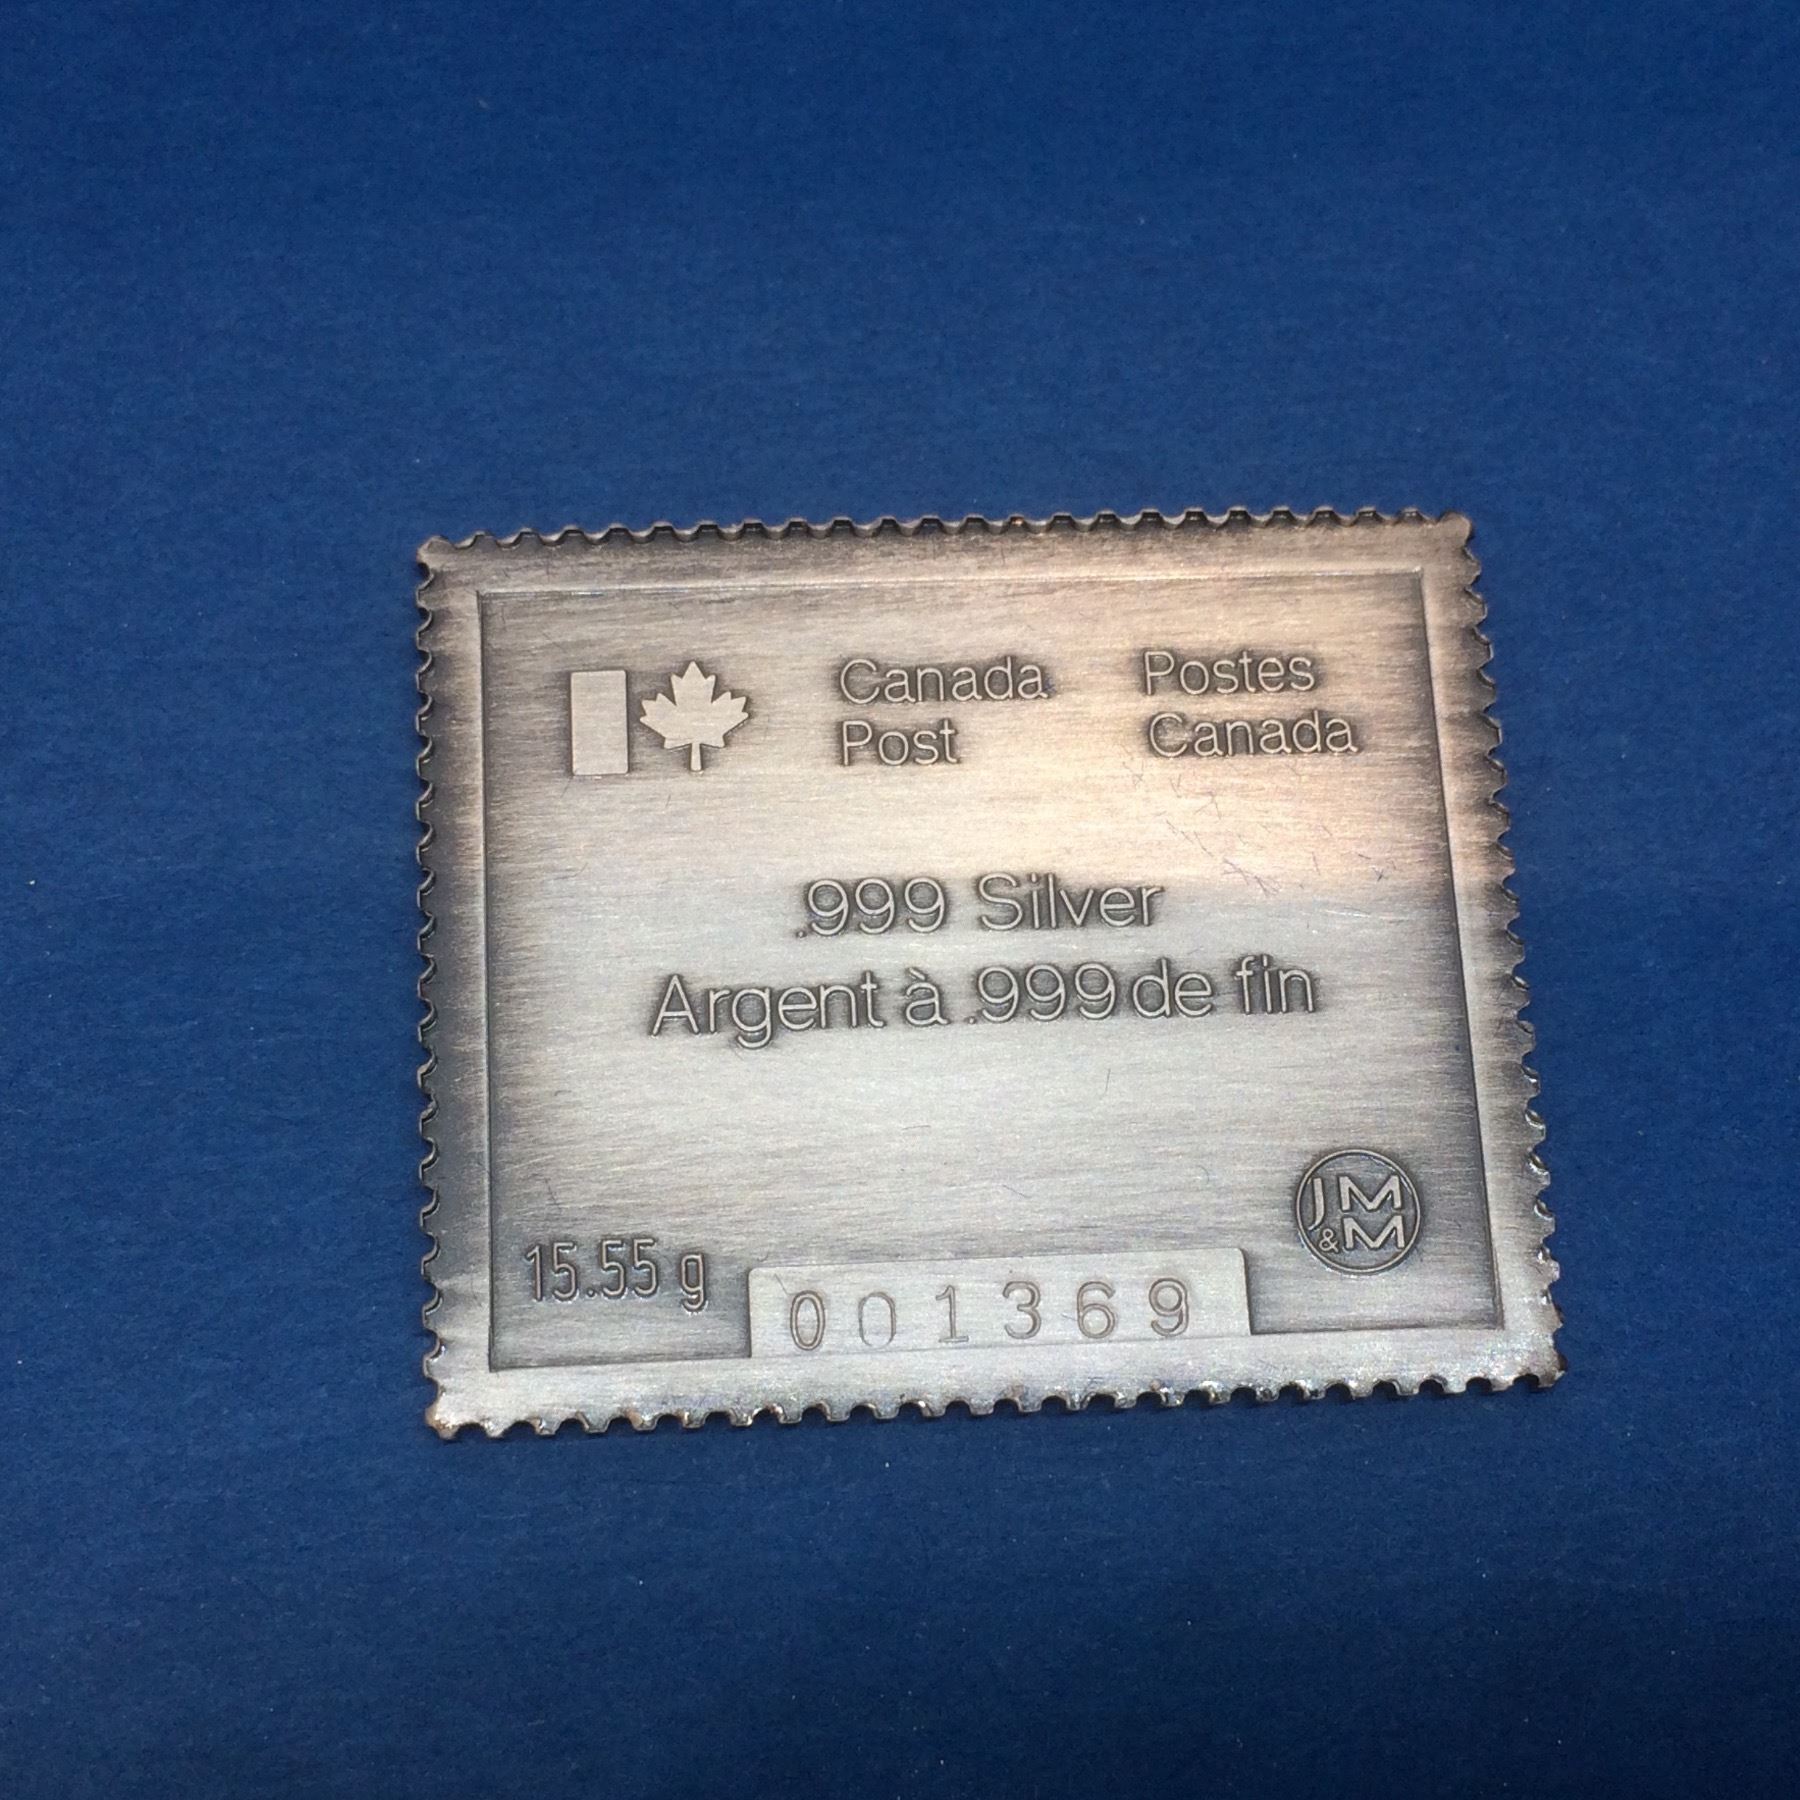 Canada Postes
Post Canada
.999 Silver
Argent à .999 de fin
JM
&M
15.55 g
001369